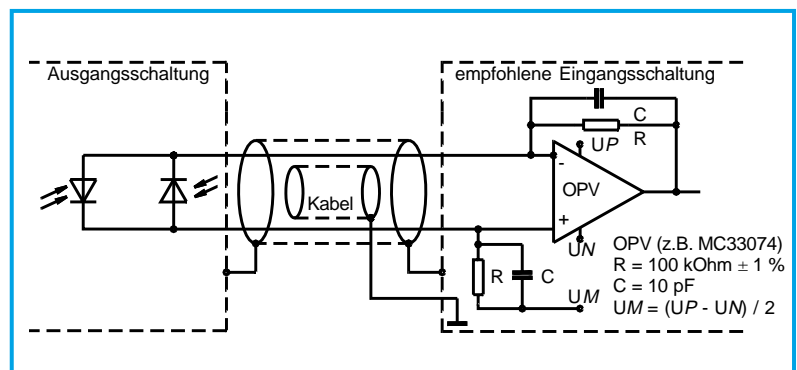 Ausgangsschaltung
empfohlene Eingangsschaltung
C
R
UP
-
OPV
Kabel
+
UN
R
C
UM
OPV (z.B. MC33074)
R = 100 kOhm ± 1 %
C = 10 pF
UM = (UP - UN) / 2